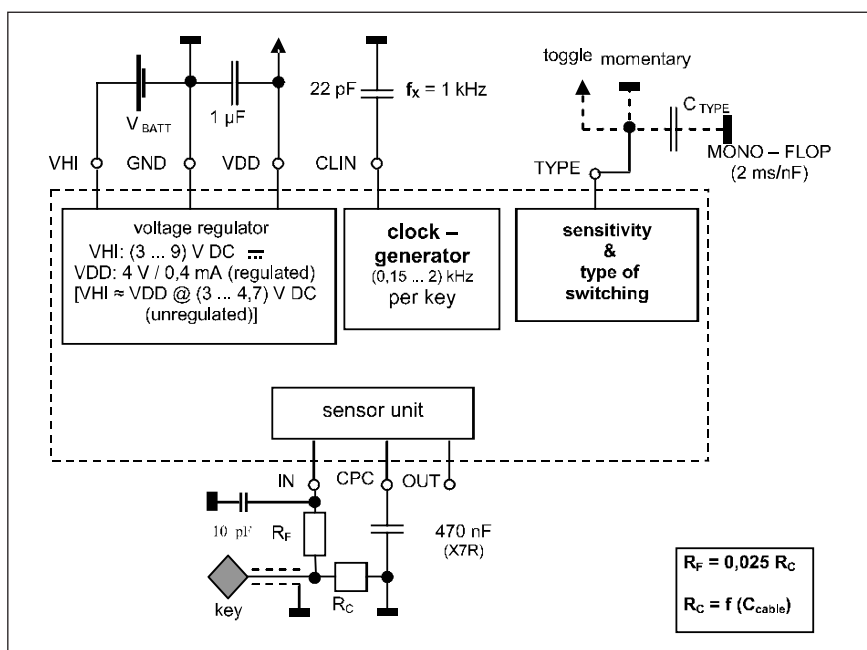 toggle momentary
22 pF
fX = 1 kHz
C TYPE
VBATT
1 µF
MONO – FLOP
(2 ms/nF)
VHI
GND
VDD
CLIN
TYPE
voltage regulator
VHI: (3 ... 9) V DC ⎓
VDD: 4 V / 0,4 mA (regulated)
[VHI ≈ VDD @ (3 ... 4,7) V DC
(unregulated)]
clock –
generator
(0,15 ... 2) kHz
per key
sensitivity
&
type of
switching
sensor unit
IN
CPC
OUT
10 pF
RF
470 nF
(X7R)
key
RC
RF = 0,025 RC
RC = f (Ccable)